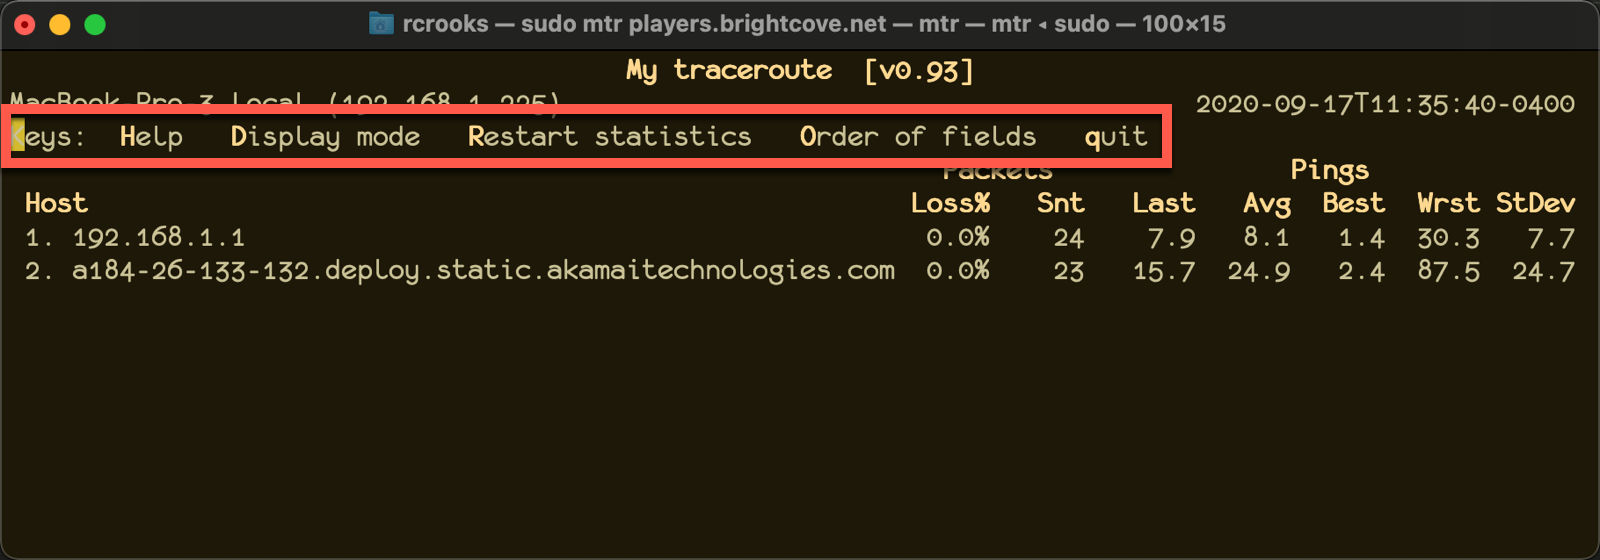 rcrooks — sudo mtr players.brightcove.net — mtr — mtr ◂ sudo — 100×15
My traceroute  [v0.93]
MacBook-Pro-3.local (192.168.1.225) 2020-09-17T11:35:40-0400
Keys:  Help   Display mode   Restart statistics   Order of fields   quit
Packets   Pings
Host   Loss%   Snt   Last   Avg   Best   Wrst   StDev
1. 192.168.1.1   0.0%   24   7.9   8.1   1.4   30.3   7.7
2. a184-26-133-132.deploy.static.akamaitechnologies.com   0.0%   23   15.7   24.9   2.4   87.5   24.7